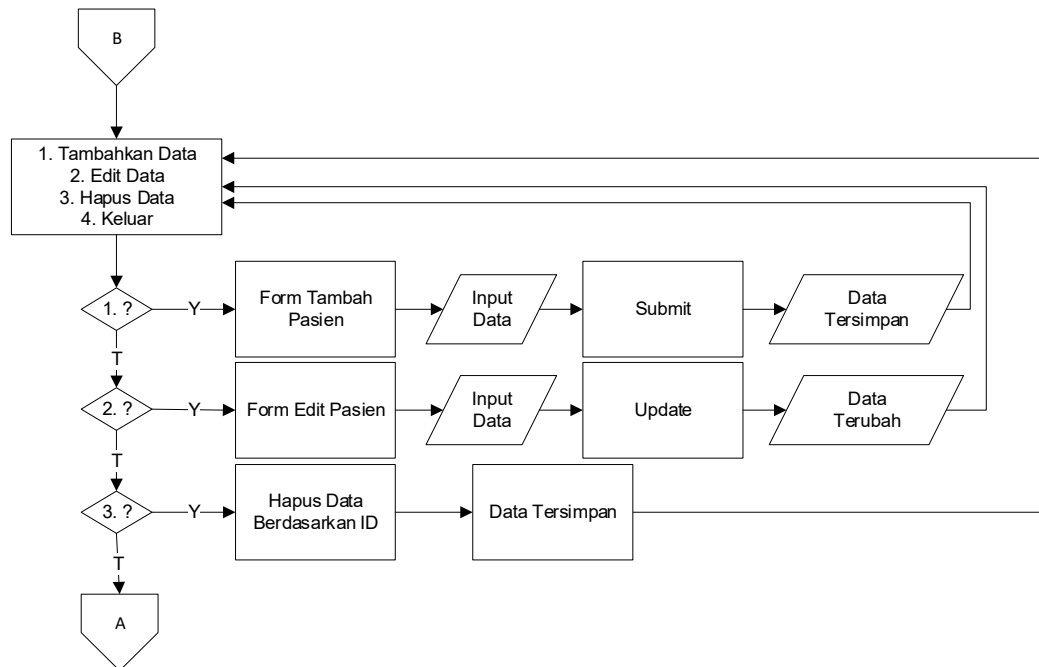 B
1. Tambahkan Data
2. Edit Data
3. Hapus Data
4. Keluar
1. ?
Y
Form Tambah
Pasien
Input
Data
Submit
Data
Tersimpan
T
2. ?
Y
Form Edit Pasien
Input
Data
Update
Data
Terubah
T
3. ?
Y
Hapus Data
Berdasarkan ID
Data Tersimpan
T
A